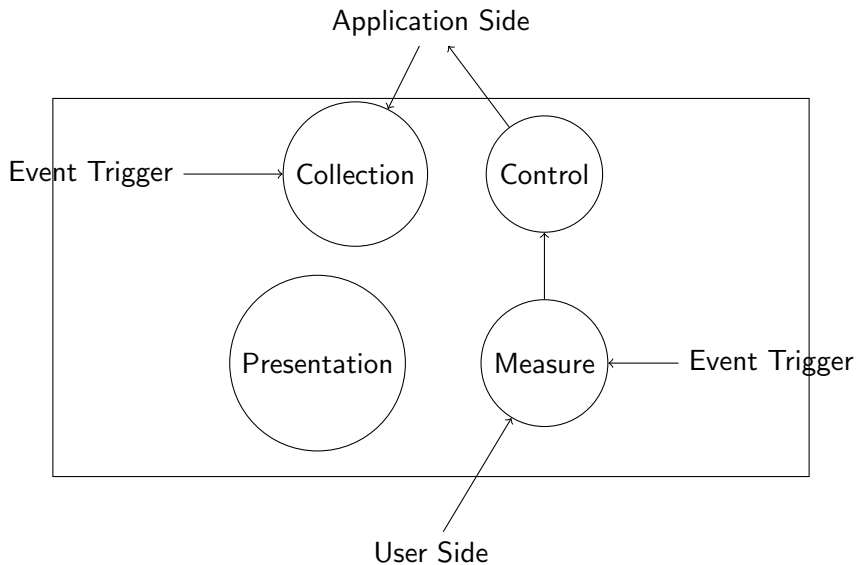 Application Side
Event Trigger
Collection
Control
Presentation
Measure
Event Trigger
User Side